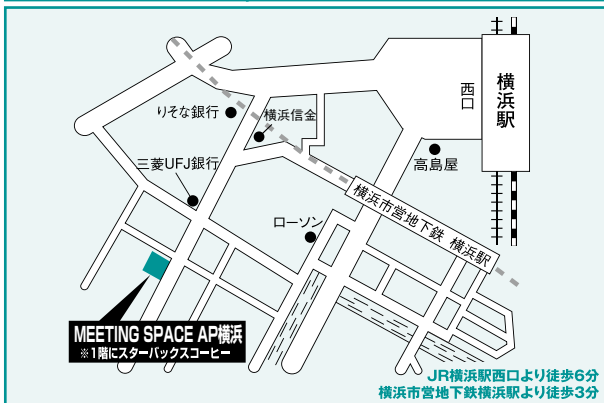 横浜駅
西口
りそな銀行
横浜信金
三菱UFJ銀行
高島屋
横浜市営地下鉄 横浜駅
ローソン
MEETING SPACE AP横浜
※1階にスターバックスコーヒー
JR横浜駅西口より徒歩6分
横浜市営地下鉄横浜駅より徒歩3分